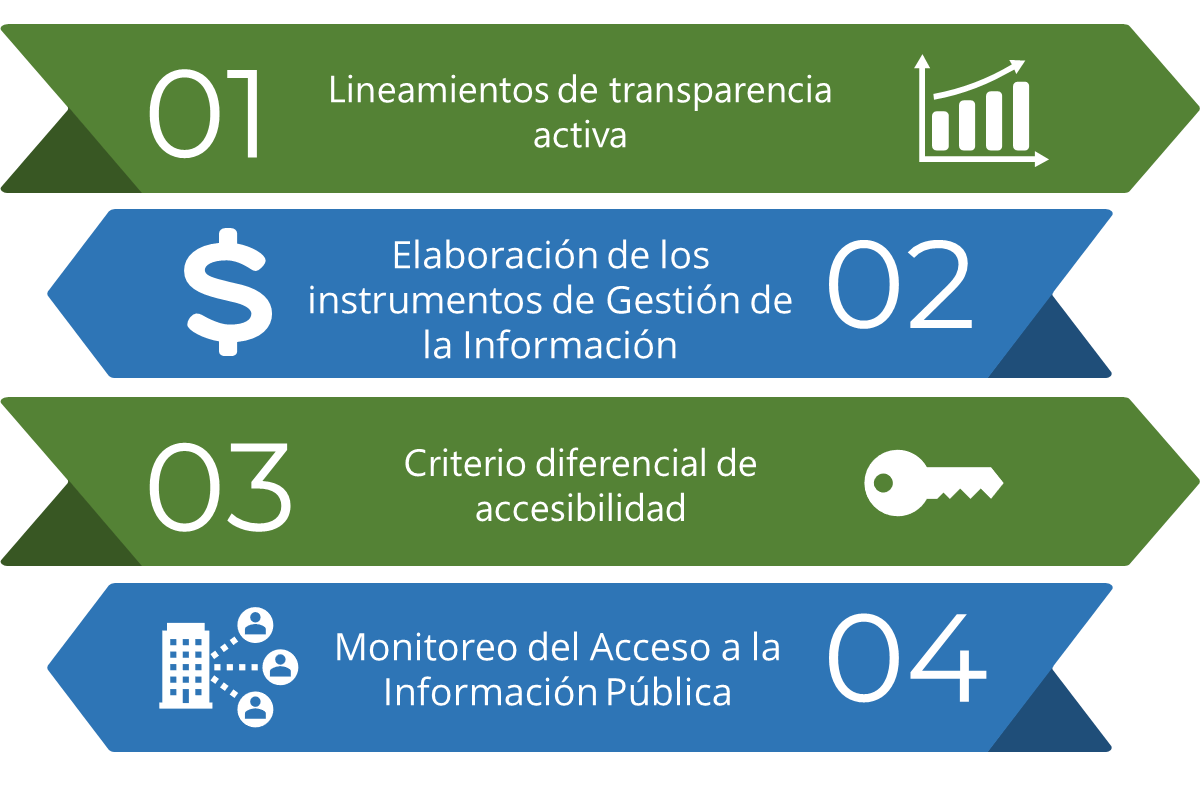 01
Lineamientos de transparencia
activa
Elaboración de los
instrumentos de Gestión de
la Información
02
03
Criterio diferencial de
accesibilidad
Monitoreo del Acceso a la
Información Pública
04